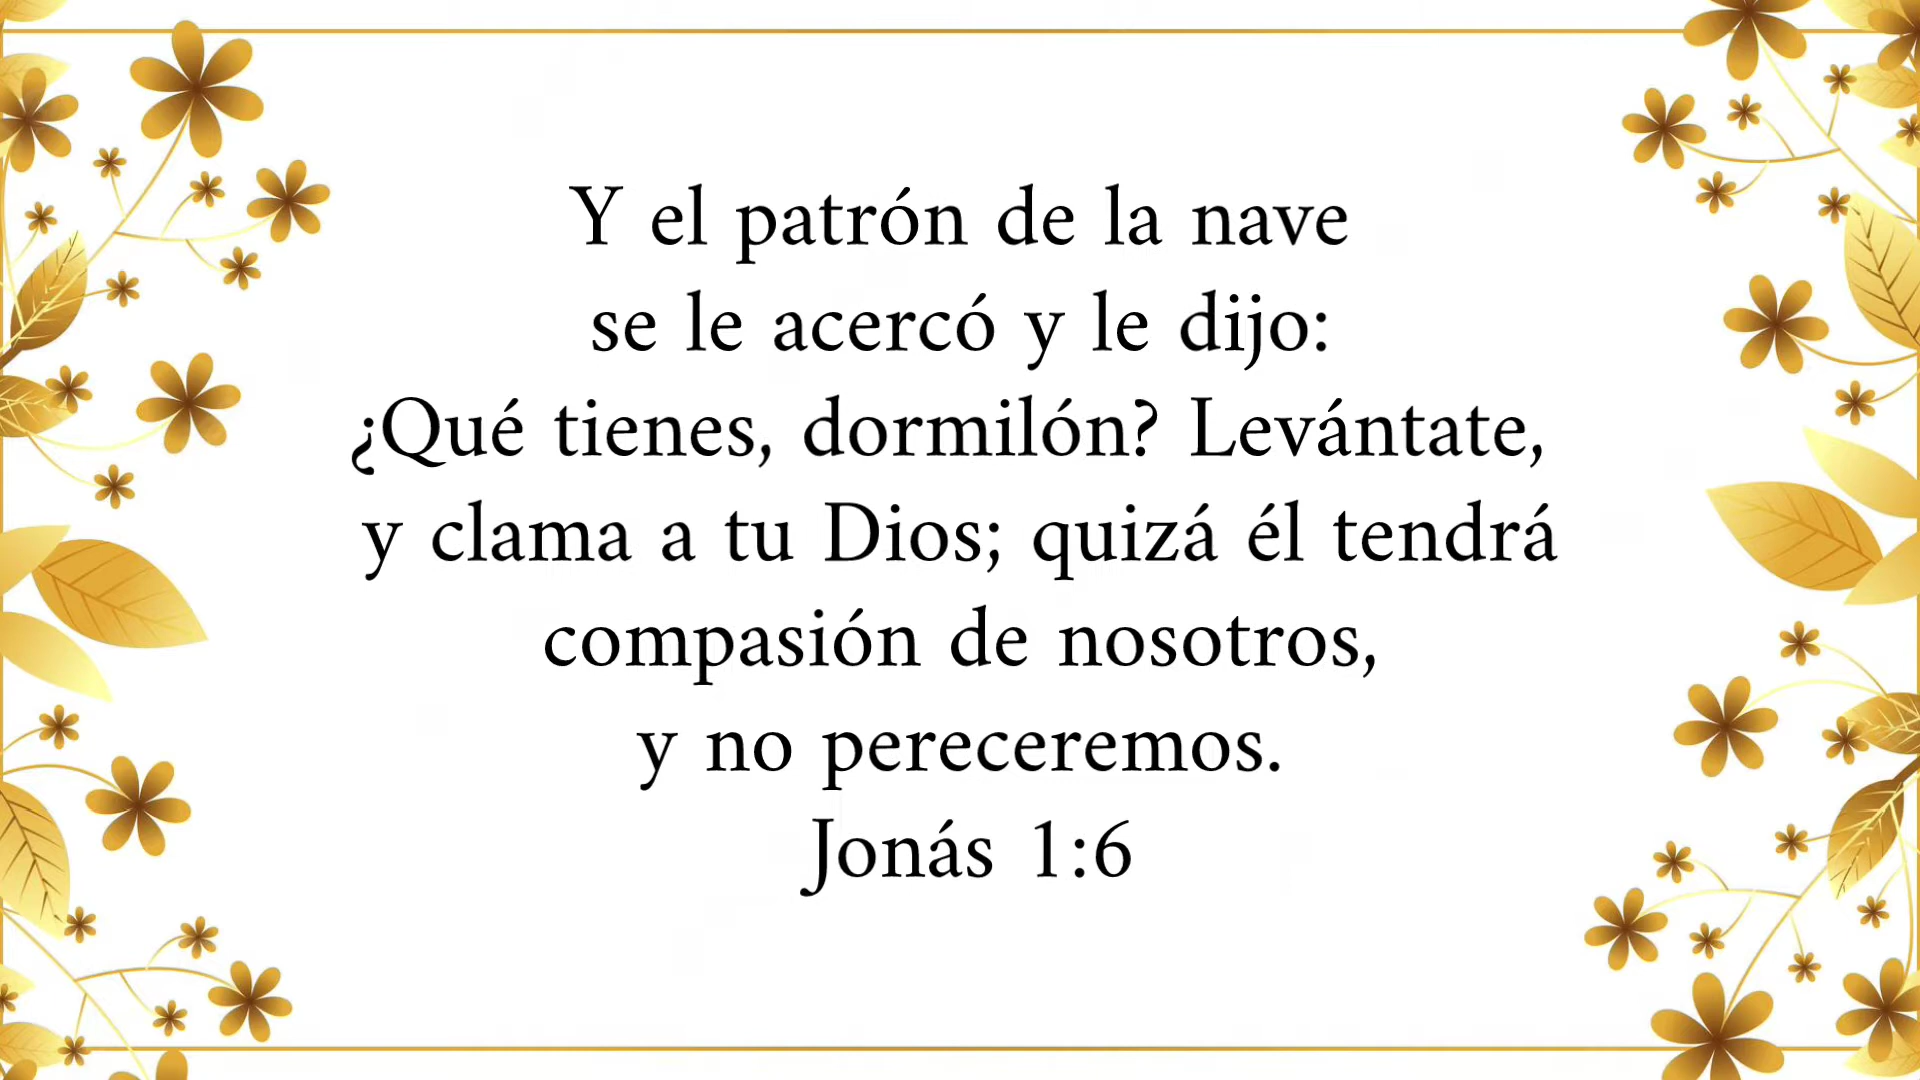 Y el patrón de la nave
se le acercó y le dijo:
¿Qué tienes, dormilón? Levántate,
y clama a tu Dios; quizá él tendrá
compasión de nosotros,
y no pereceremos.
Jonás 1:6